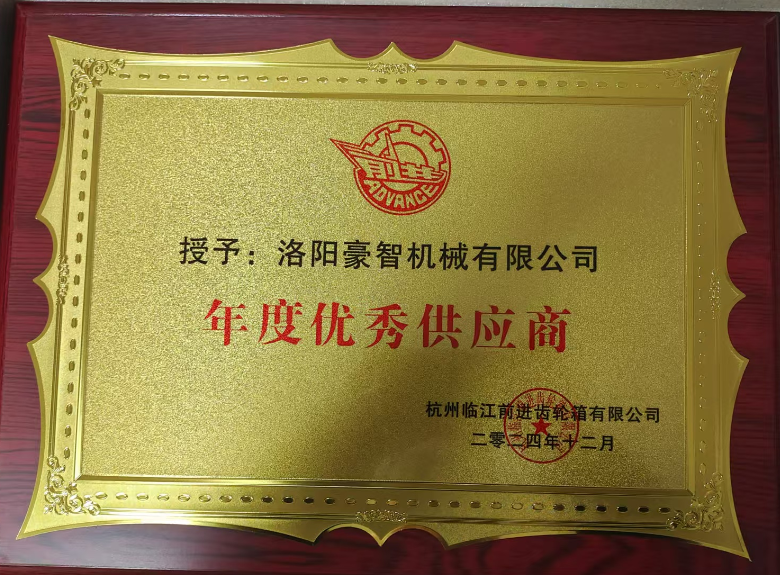 前进
ADVANCE
授予：洛阳豪智机械有限公司
年度优秀供应商
杭州临江前进齿轮箱有限公司
二零二四年十二月